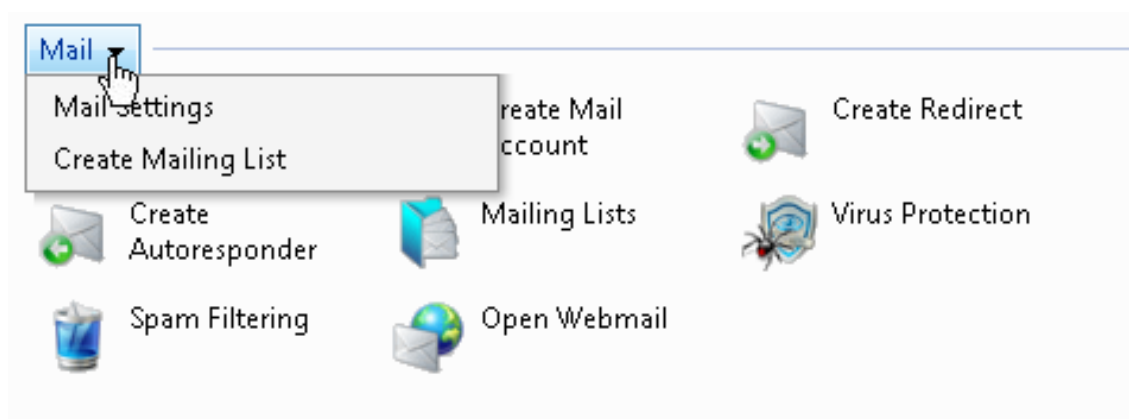 Mail
Mail Settings
Create Mailing List
reate Mail
ccount
Create Redirect
Create
Autoresponder
Mailing Lists
Virus Protection
Spam Filtering
Open Webmail